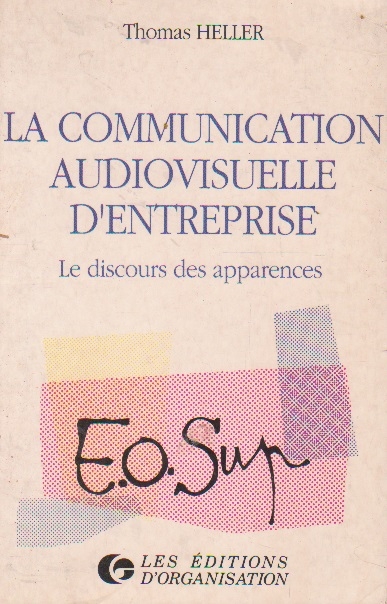 Thomas HELLER
LA COMMUNICATION
AUDIOVISUELLE
D'ENTREPRISE
Le discours des apparences
E.O.Sup
LES ÉDITIONS
D'ORGANISATION